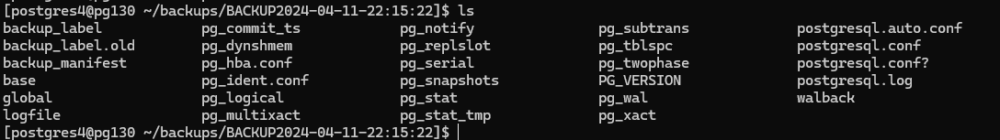 [postgres4@pg130 ~/backups/BACKUP2024-04-11-22:15:22]$ ls
backup_label pg_commit_ts pg_notify pg_subtrans postgresql.auto.conf
backup_label.old pg_dynshmem pg_replslot pg_tblspc postgresql.conf
backup_manifest pg_hba.conf pg_serial pg_twophase postgresql.conf?
base pg_ident.conf pg_snapshots PG_VERSION postgresql.log
global pg_logical pg_stat pg_wal walback
logfile pg_multixact pg_stat_tmp pg_xact
[postgres4@pg130 ~/backups/BACKUP2024-04-11-22:15:22]$